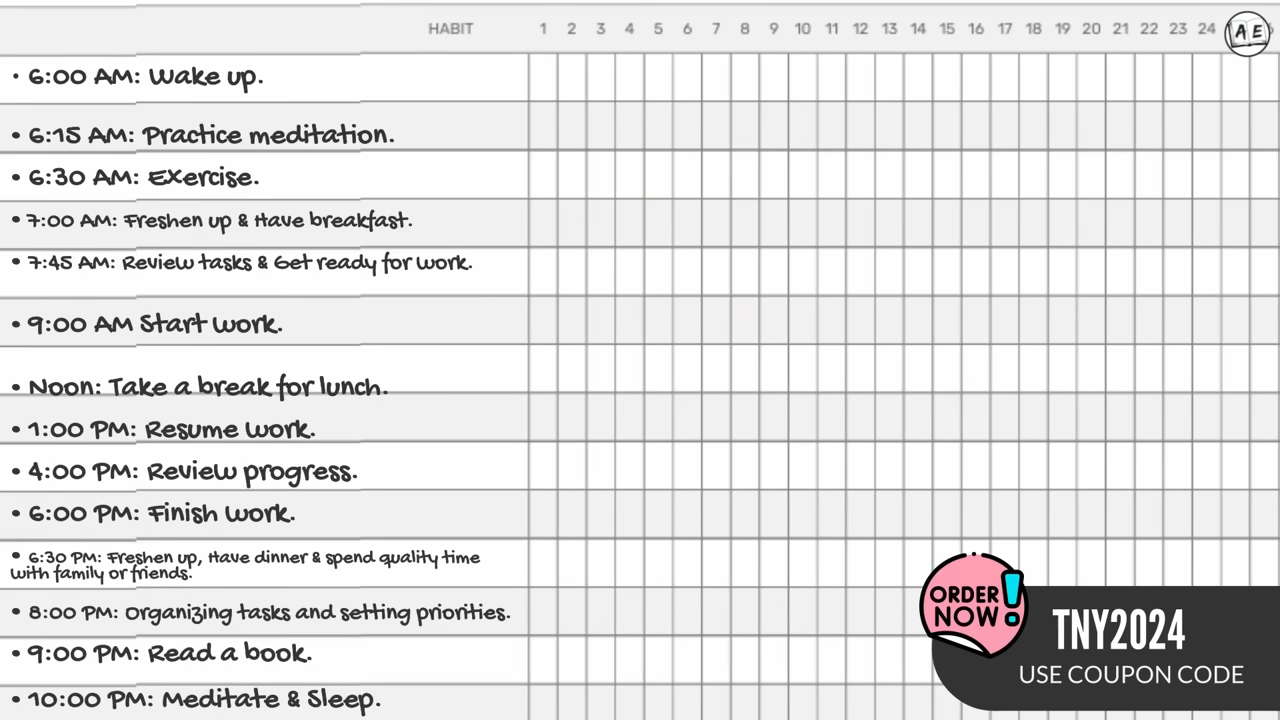 HABIT 1 2 3 4 5 6 7 8 9 10 11 12 13 14 15 16 17 18 19 20 21 22 23 24
AE
• 6:00 AM: Wake up.
• 6:15 AM: Practice meditation.
• 6:30 AM: Exercise.
• 7:00 AM: Freshen up & Have breakfast.
• 7:45 AM: Review tasks & Get ready for work.
• 9:00 AM Start work.
• Noon: Take a break for lunch.
• 1:00 PM: Resume work.
• 4:00 PM: Review progress.
• 6:00 PM: Finish work.
• 6:30 PM: Freshen up, Have dinner & spend quality time
with family or friends.
• 8:00 PM: Organizing tasks and setting priorities.
• 9:00 PM: Read a book.
• 10:00 PM: Meditate & Sleep.
ORDER
NOW!
TNY2024
USE COUPON CODE